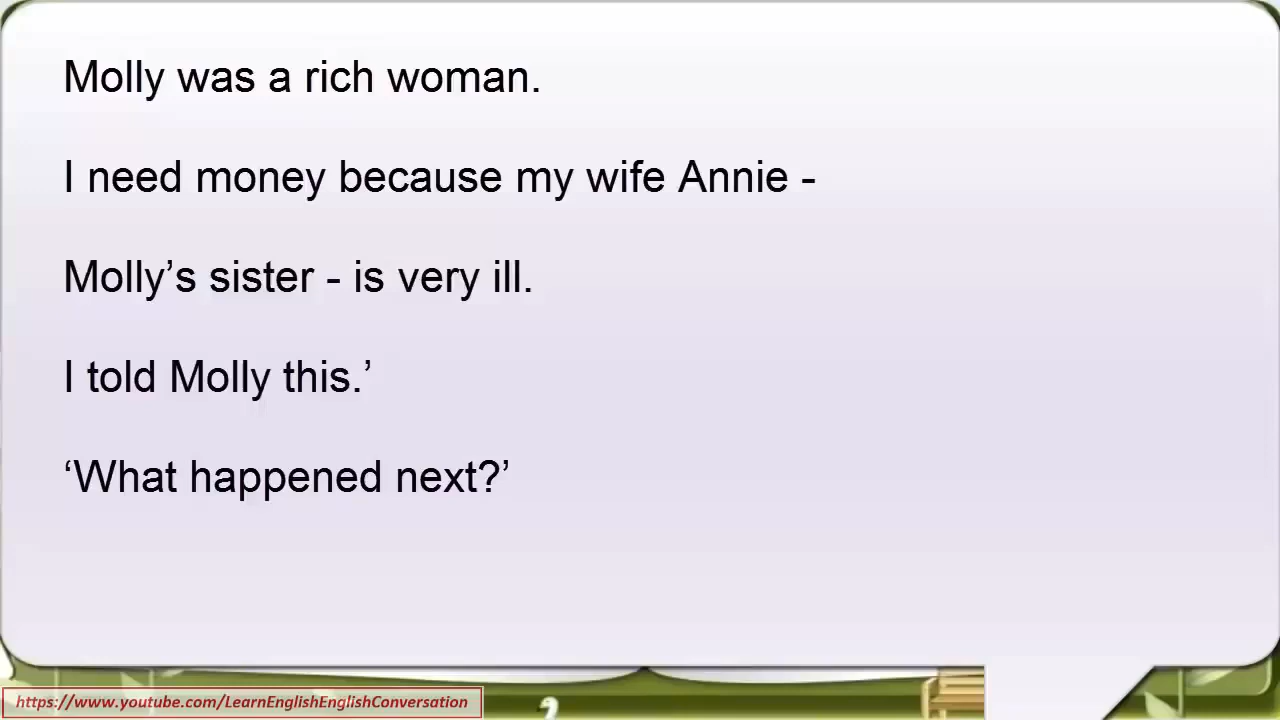 Molly was a rich woman.
I need money because my wife Annie -
Molly’s sister - is very ill.
I told Molly this.’
‘What happened next?’
https://www.youtube.com/LearnEnglishEnglishConversation